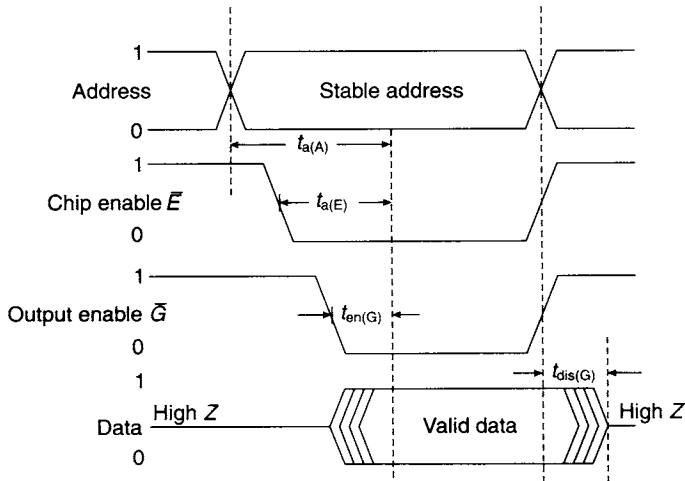 1
Address
Stable address
0
t_a(A)
1
Chip enable Ē
t_a(E)
0
1
Output enable Ḡ
t_en(G)
0
1
t_dis(G)
High Z
High Z
Data
Valid data
0